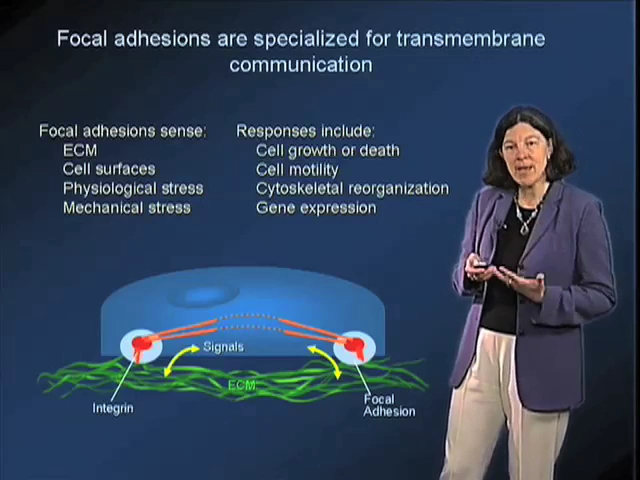 Focal adhesions are specialized for transmembrane
communication
Focal adhesions sense:
ECM
Cell surfaces
Physiological stress
Mechanical stress
Responses include:
Cell growth or death
Cell motility
Cytoskeletal reorganization
Gene expression
Signals
ECM
Integrin
Focal
Adhesion